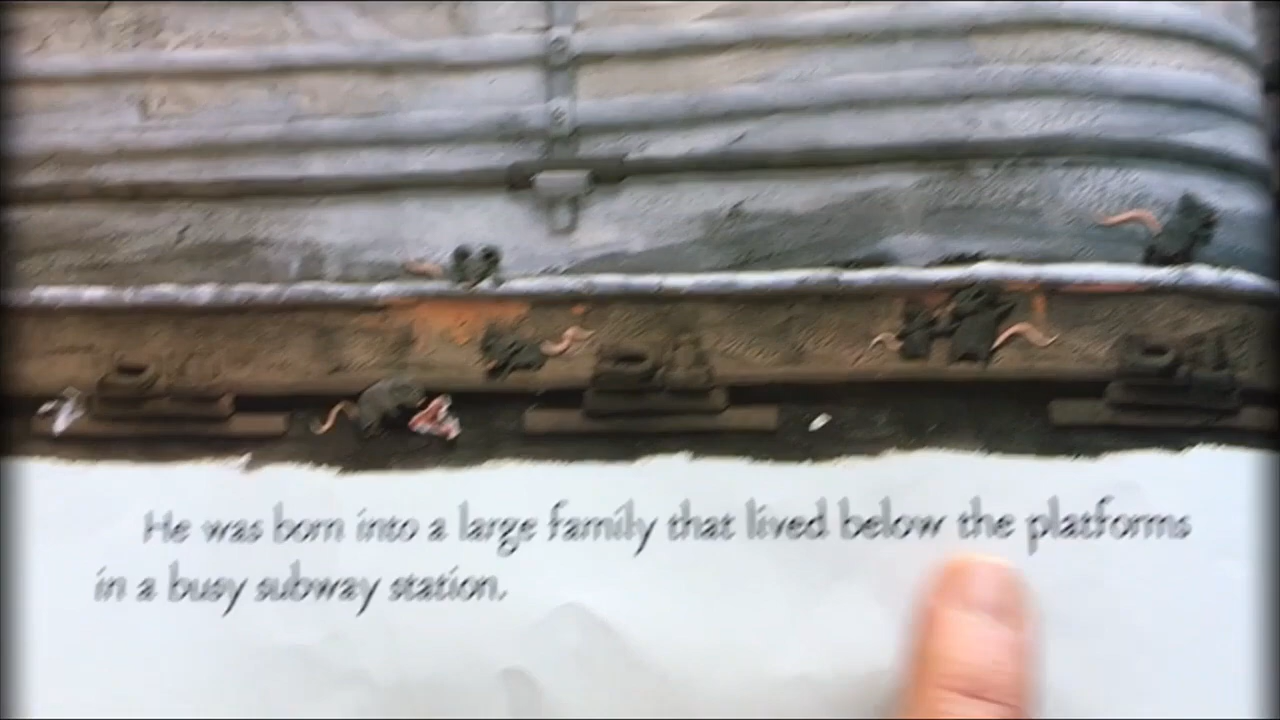 He was born into a large family that lived below the platforms
in a busy subway station.